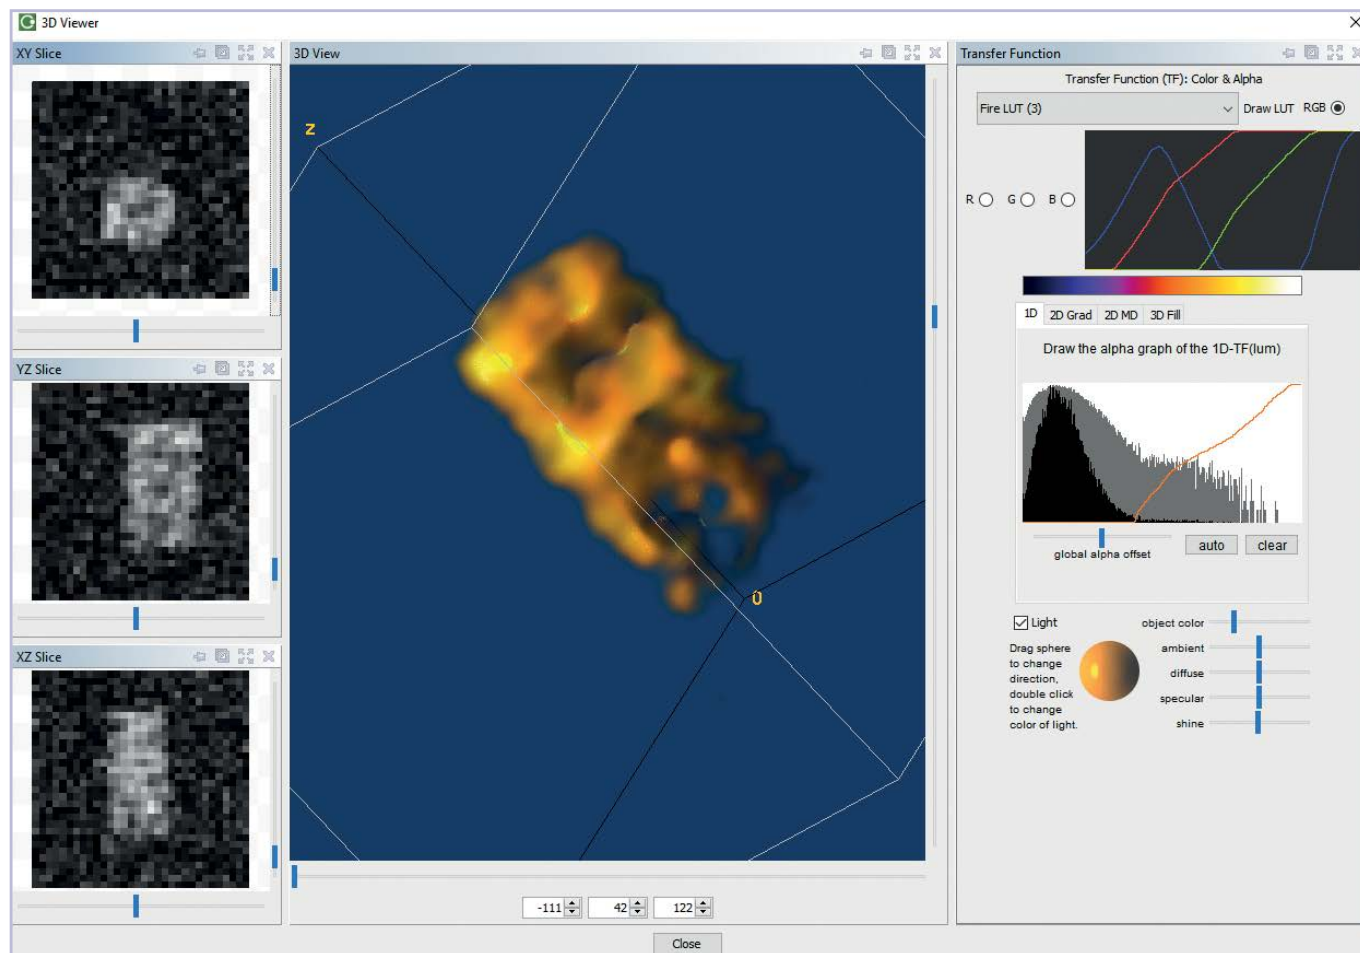 3D Viewer
XY Slice
YZ Slice
XZ Slice
3D View
z
0
-111 42 122
Close
Transfer Function
Transfer Function (TF): Color & Alpha
Fire LUT (3) Draw LUT RGB
R G B
1D 2D Grad 2D MD 3D Fill
Draw the alpha graph of the 1D-TF(lum)
global alpha offset auto clear
Light
Drag sphere
to change
direction,
double click
to change
color of light.
object color
ambient
diffuse
specular
shine